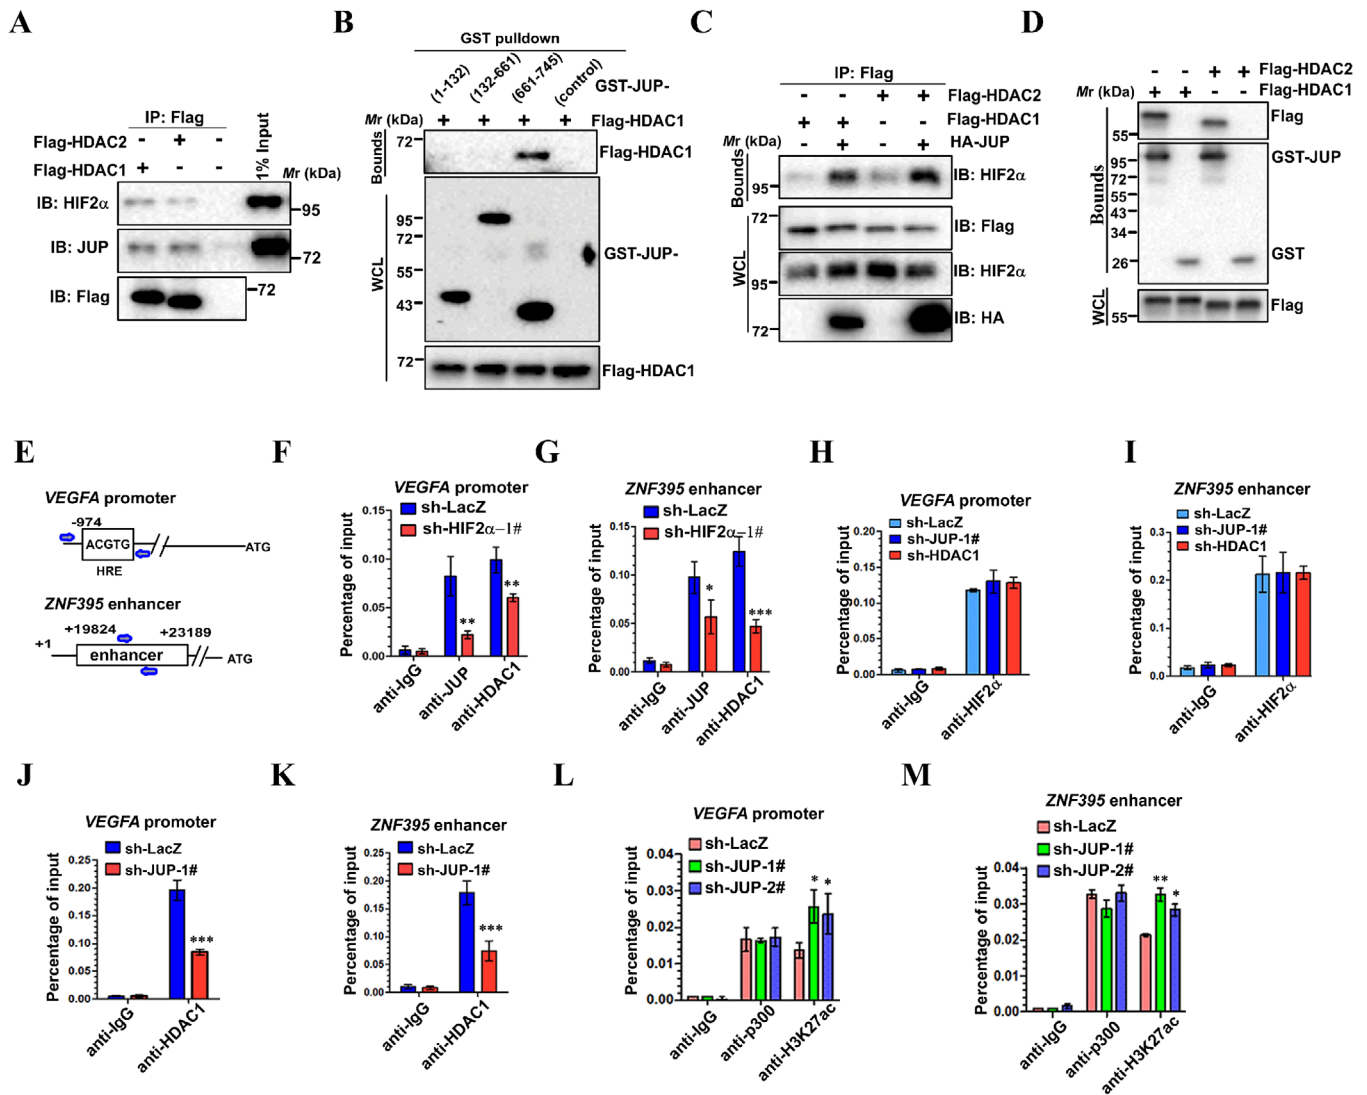 A
IP: Flag
Flag-HDAC2 - + -
Flag-HDAC1 + - -
1% Input
Mr (kDa)
IB: HIF2α
95
IB: JUP
72
IB: Flag
72
B
GST pulldown
(1-132) (132-661) (661-745) (control) GST-JUP-
Mr (kDa) + + + + Flag-HDAC1
Bounds
72
Flag-HDAC1
WCL
95
72
55
43
GST-JUP-
72
Flag-HDAC1
C
IP: Flag
- - + + Flag-HDAC2
+ + - - Flag-HDAC1
Mr (kDa) - + - + HA-JUP
Bounds
95
IB: HIF2α
WCL
72
IB: Flag
95
IB: HIF2α
72
IB: HA
D
- - + + Flag-HDAC2
Mr (kDa) + + - - Flag-HDAC1
Bounds
55
Flag
95
72
55
43
34
26
GST-JUP
GST
WCL
55
Flag
E
VEGFA promoter
-974
ACGTG
HRE
ATG
ZNF395 enhancer
+1
+19824
+23189
enhancer
ATG
F
VEGFA promoter
sh-LacZ
sh-HIF2α–1#
Percentage of input
0.15
0.10
0.05
0.00
**
**
anti-IgG
anti-JUP
anti-HDAC1
G
ZNF395 enhancer
sh-LacZ
sh-HIF2α–1#
Percentage of input
0.15
0.10
0.05
0.00
*
***
anti-IgG
anti-JUP
anti-HDAC1
H
VEGFA promoter
sh-LacZ
sh-JUP-1#
sh-HDAC1
Percentage of input
0.20
0.15
0.10
0.05
0.00
anti-IgG
anti-HIF2α
I
ZNF395 enhancer
sh-LacZ
sh-JUP-1#
sh-HDAC1
Percentage of input
0.3
0.2
0.1
0.0
anti-IgG
anti-HIF2α
J
VEGFA promoter
sh-LacZ
sh-JUP-1#
Percentage of input
0.25
0.20
0.15
0.10
0.05
0.00
***
anti-IgG
anti-HDAC1
K
ZNF395 enhancer
sh-LacZ
sh-JUP-1#
Percentage of input
0.25
0.20
0.15
0.10
0.05
0.00
***
anti-IgG
anti-HDAC1
L
VEGFA promoter
sh-LacZ
sh-JUP-1#
sh-JUP-2#
Percentage of input
0.04
0.03
0.02
0.01
0.00
* *
anti-IgG
anti-p300
anti-H3K27ac
M
ZNF395 enhancer
sh-LacZ
sh-JUP-1#
sh-JUP-2#
Percentage of input
0.04
0.03
0.02
0.01
0.00
** *
anti-IgG
anti-p300
anti-H3K27ac